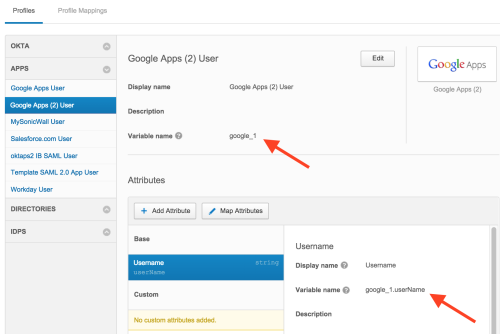 Profiles Profile Mappings
OKTA
APPS
Google Apps User
Google Apps (2) User
MySonicWall User
Salesforce.com User
oktaps2 IB SAML User
Template SAML 2.0 App User
Workday User
DIRECTORIES
IDPS
Google Apps (2) User
Edit
Display name Google Apps (2) User
Description
Variable name ? google_1
Google Apps
Google Apps (2)
Attributes
+ Add Attribute Map Attributes
Base
Username string
userName
Custom
No custom attributes added.
Username
Display name ? Username
Variable name ? google_1.userName
Description